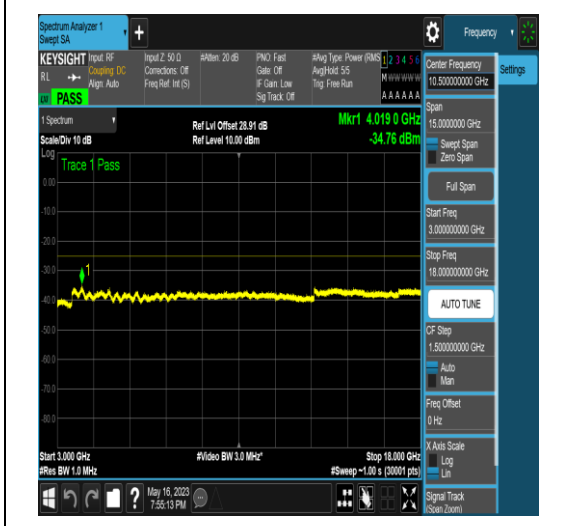 Spectrum Analyzer 1
Swept SA
+
Frequency
KEYSIGHT
RL
Input: RF
Coupling: DC
Align: Auto
Input Z: 50 Ω
Corrections: Off
Freq Ref: Int (S)
#Atten: 20 dB
PNO: Fast
Gate: Off
IF Gain: Low
Sig Track: Off
#Avg Type: Power (RMS
Avg|Hold: 5/5
Trig: Free Run
1 2 3 4 5 6
M W W W W W
A A A A A A
PASS
1 Spectrum
Scale/Div 10 dB
Ref Lvl Offset 28.91 dB
Ref Level 10.00 dBm
Mkr1 4.019 0 GHz
-34.76 dBm
Log
Trace 1 Pass
0.00
-10.0
-20.0
-30.0
-40.0
-50.0
-60.0
-70.0
-80.0
1
Start 3.000 GHz
#Res BW 1.0 MHz
#Video BW 3.0 MHz*
Stop 18.000 GHz
#Sweep ~1.00 s (30001 pts)
?
May 16, 2023
7:55:13 PM
Center Frequency
10.500000000 GHz
Settings
Span
15.0000000 GHz
Swept Span
Zero Span
Full Span
Start Freq
3.000000000 GHz
Stop Freq
18.000000000 GHz
AUTO TUNE
CF Step
1.500000000 GHz
Auto
Man
Freq Offset
0 Hz
X Axis Scale
Log
Lin
Signal Track
(Span Zoom)